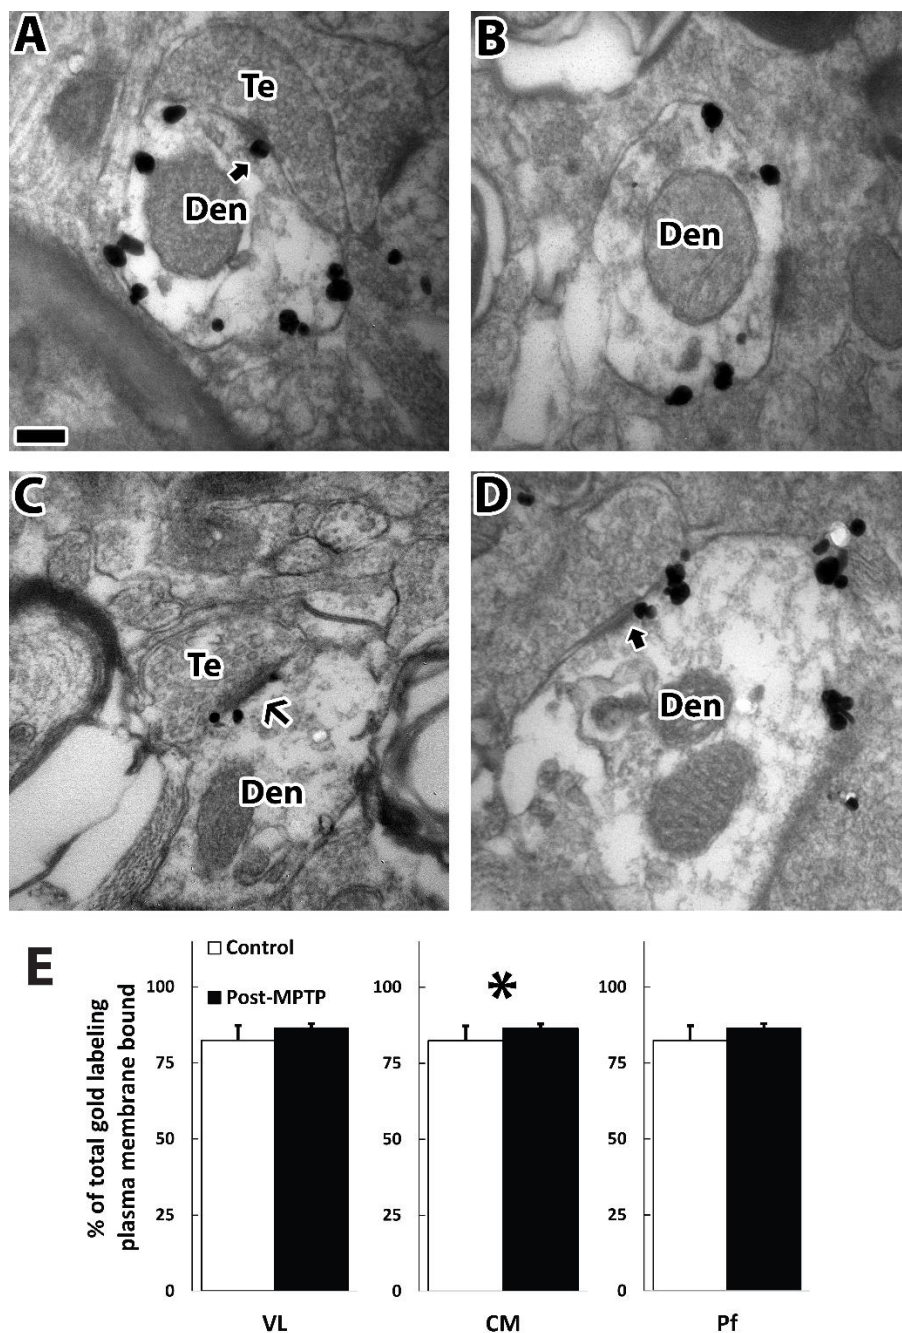 A
Te
Den
B
Den
C
Te
Den
D
Den
E
Control
Post-MPTP
*
% of total gold labeling
plasma membrane bound
100
75
50
25
0
VL
100
75
50
25
0
CM
100
75
50
25
0
Pf